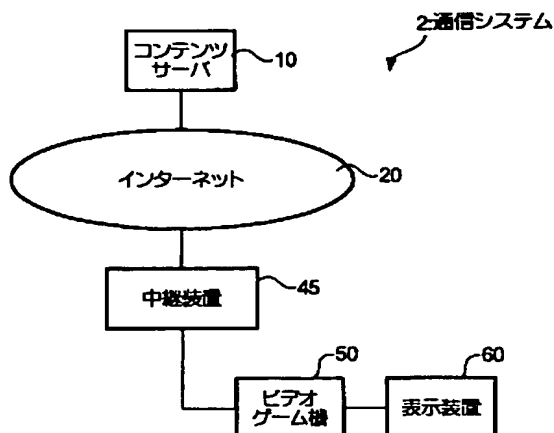 2:通信システム
コンテンツ
サーバ
10
インターネット
20
中継装置
45
50
60
ビデオ
ゲーム機
表示装置